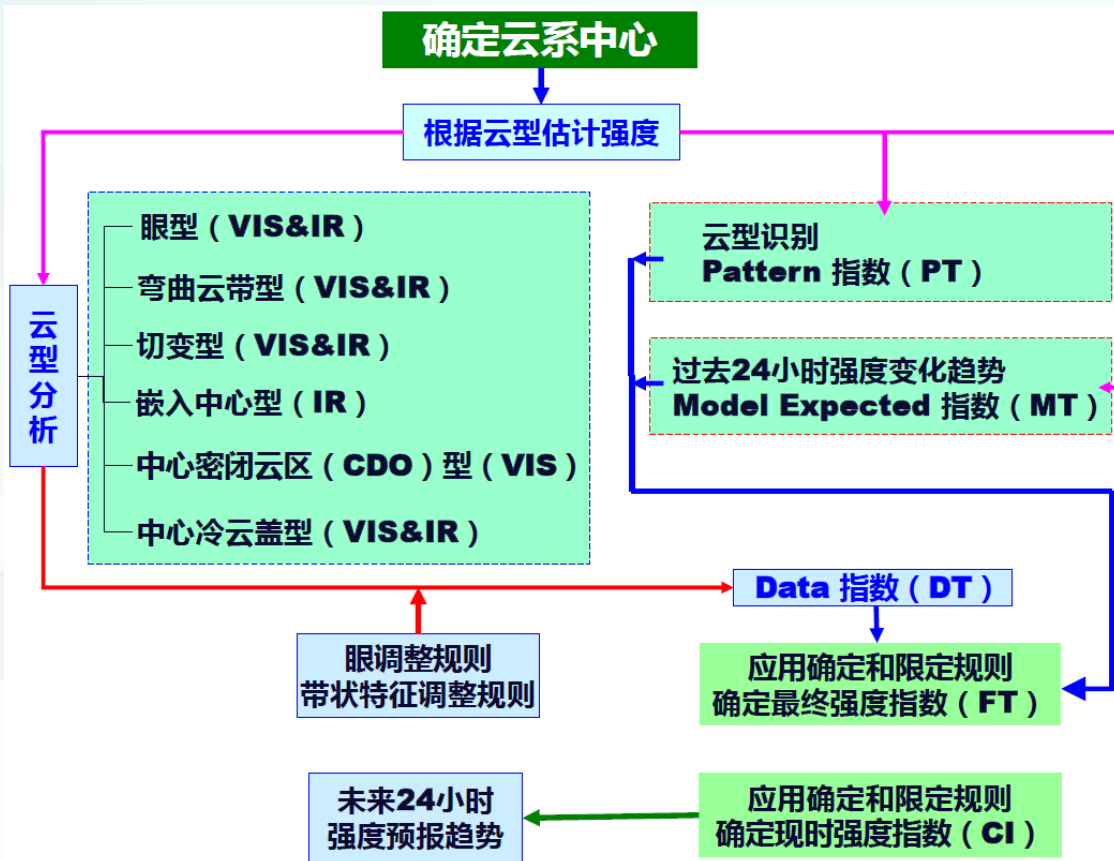 确定云系中心
根据云型估计强度
云型分析
眼型（VIS&IR）
弯曲云带型（VIS&IR）
切变型（VIS&IR）
嵌入中心型（IR）
中心密闭云区（CDO）型（VIS）
中心冷云盖型（VIS&IR）
云型识别
Pattern 指数（PT）
过去24小时强度变化趋势
Model Expected 指数（MT）
Data 指数（DT）
眼调整规则
带状特征调整规则
应用确定和限定规则
确定最终强度指数（FT）
未来24小时
强度预报趋势
应用确定和限定规则
确定现时强度指数（CI）